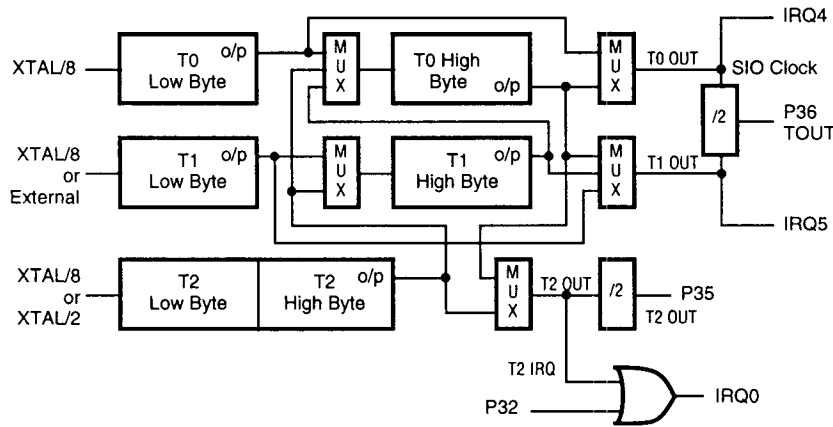 XTAL/8
T0
Low Byte
o/p
M
U
X
T0 High
Byte
o/p
M
U
X
T0 OUT
IRQ4
SIO Clock
/2
P36
TOUT
XTAL/8
or
External
T1
Low Byte
o/p
M
U
X
T1
High Byte
o/p
M
U
X
T1 OUT
IRQ5
XTAL/8
or
XTAL/2
T2
Low Byte
T2
High Byte
o/p
M
U
X
T2 OUT
/2
P35
T2 OUT
T2 IRQ
P32
IRQ0